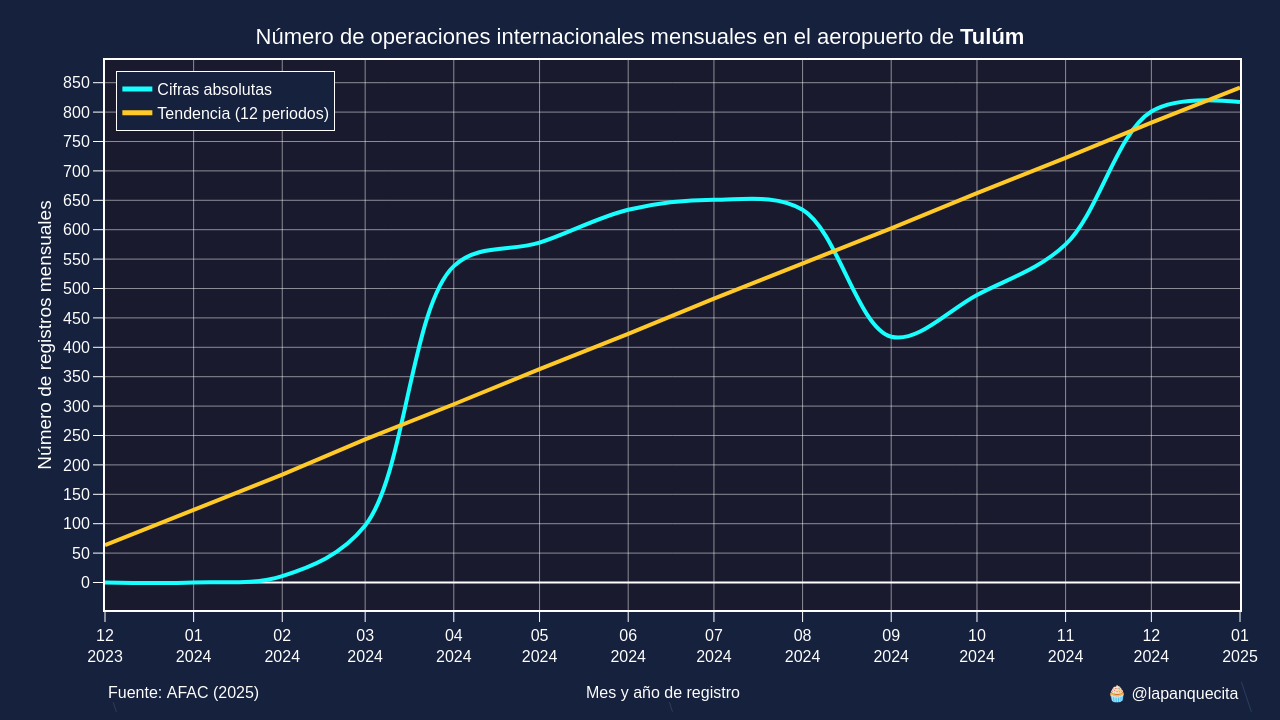 Número de operaciones internacionales mensuales en el aeropuerto de Tulúm
Cifras absolutas
Tendencia (12 periodos)
Número de registros mensuales
850
800
750
700
650
600
550
500
450
400
350
300
250
200
150
100
50
0
12 01 02 03 04 05 06 07 08 09 10 11 12 01
2023 2024 2024 2024 2024 2024 2024 2024 2024 2024 2024 2024 2024 2025
Fuente: AFAC (2025)
Mes y año de registro
🧁 @lapanquecita